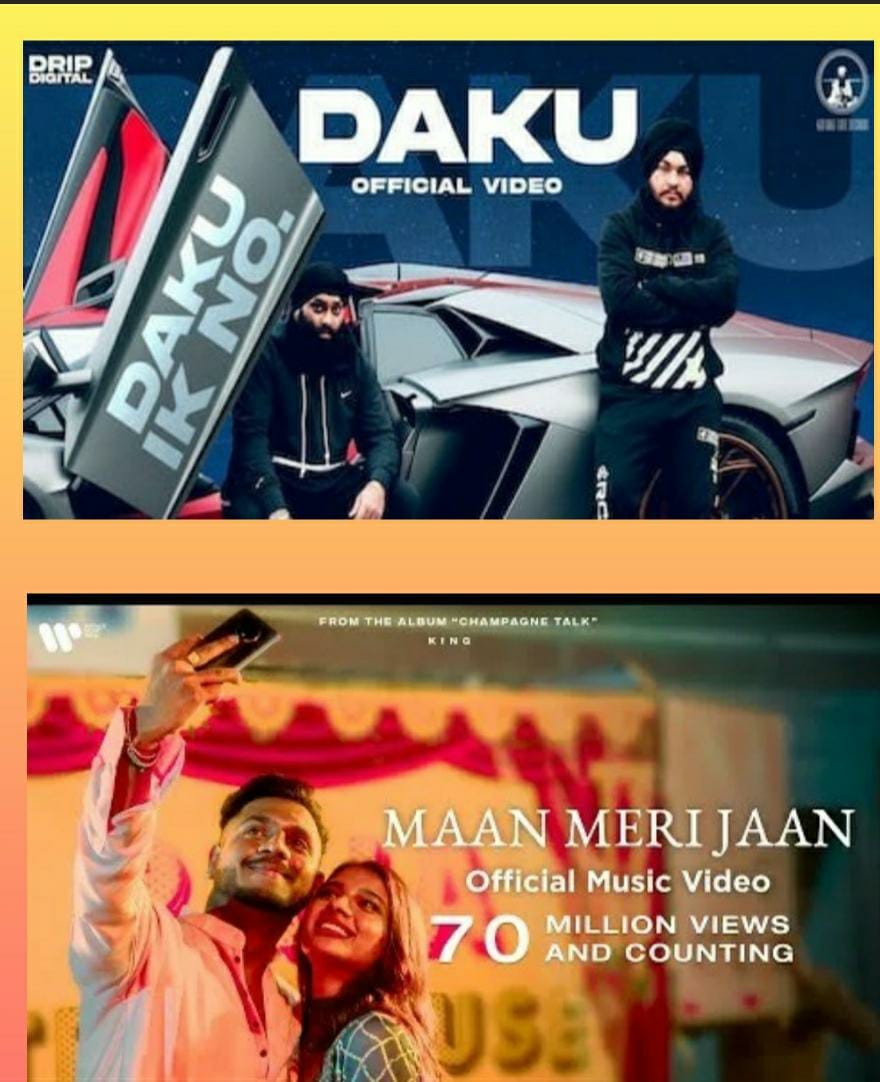 DRIP
DIGITAL
DAKU
OFFICIAL VIDEO
DAKU
IK NO.
FROM THE ALBUM “CHAMPAGNE TALK”
KING
MAAN MERI JAAN
Official Music Video
70 MILLION VIEWS
AND COUNTING